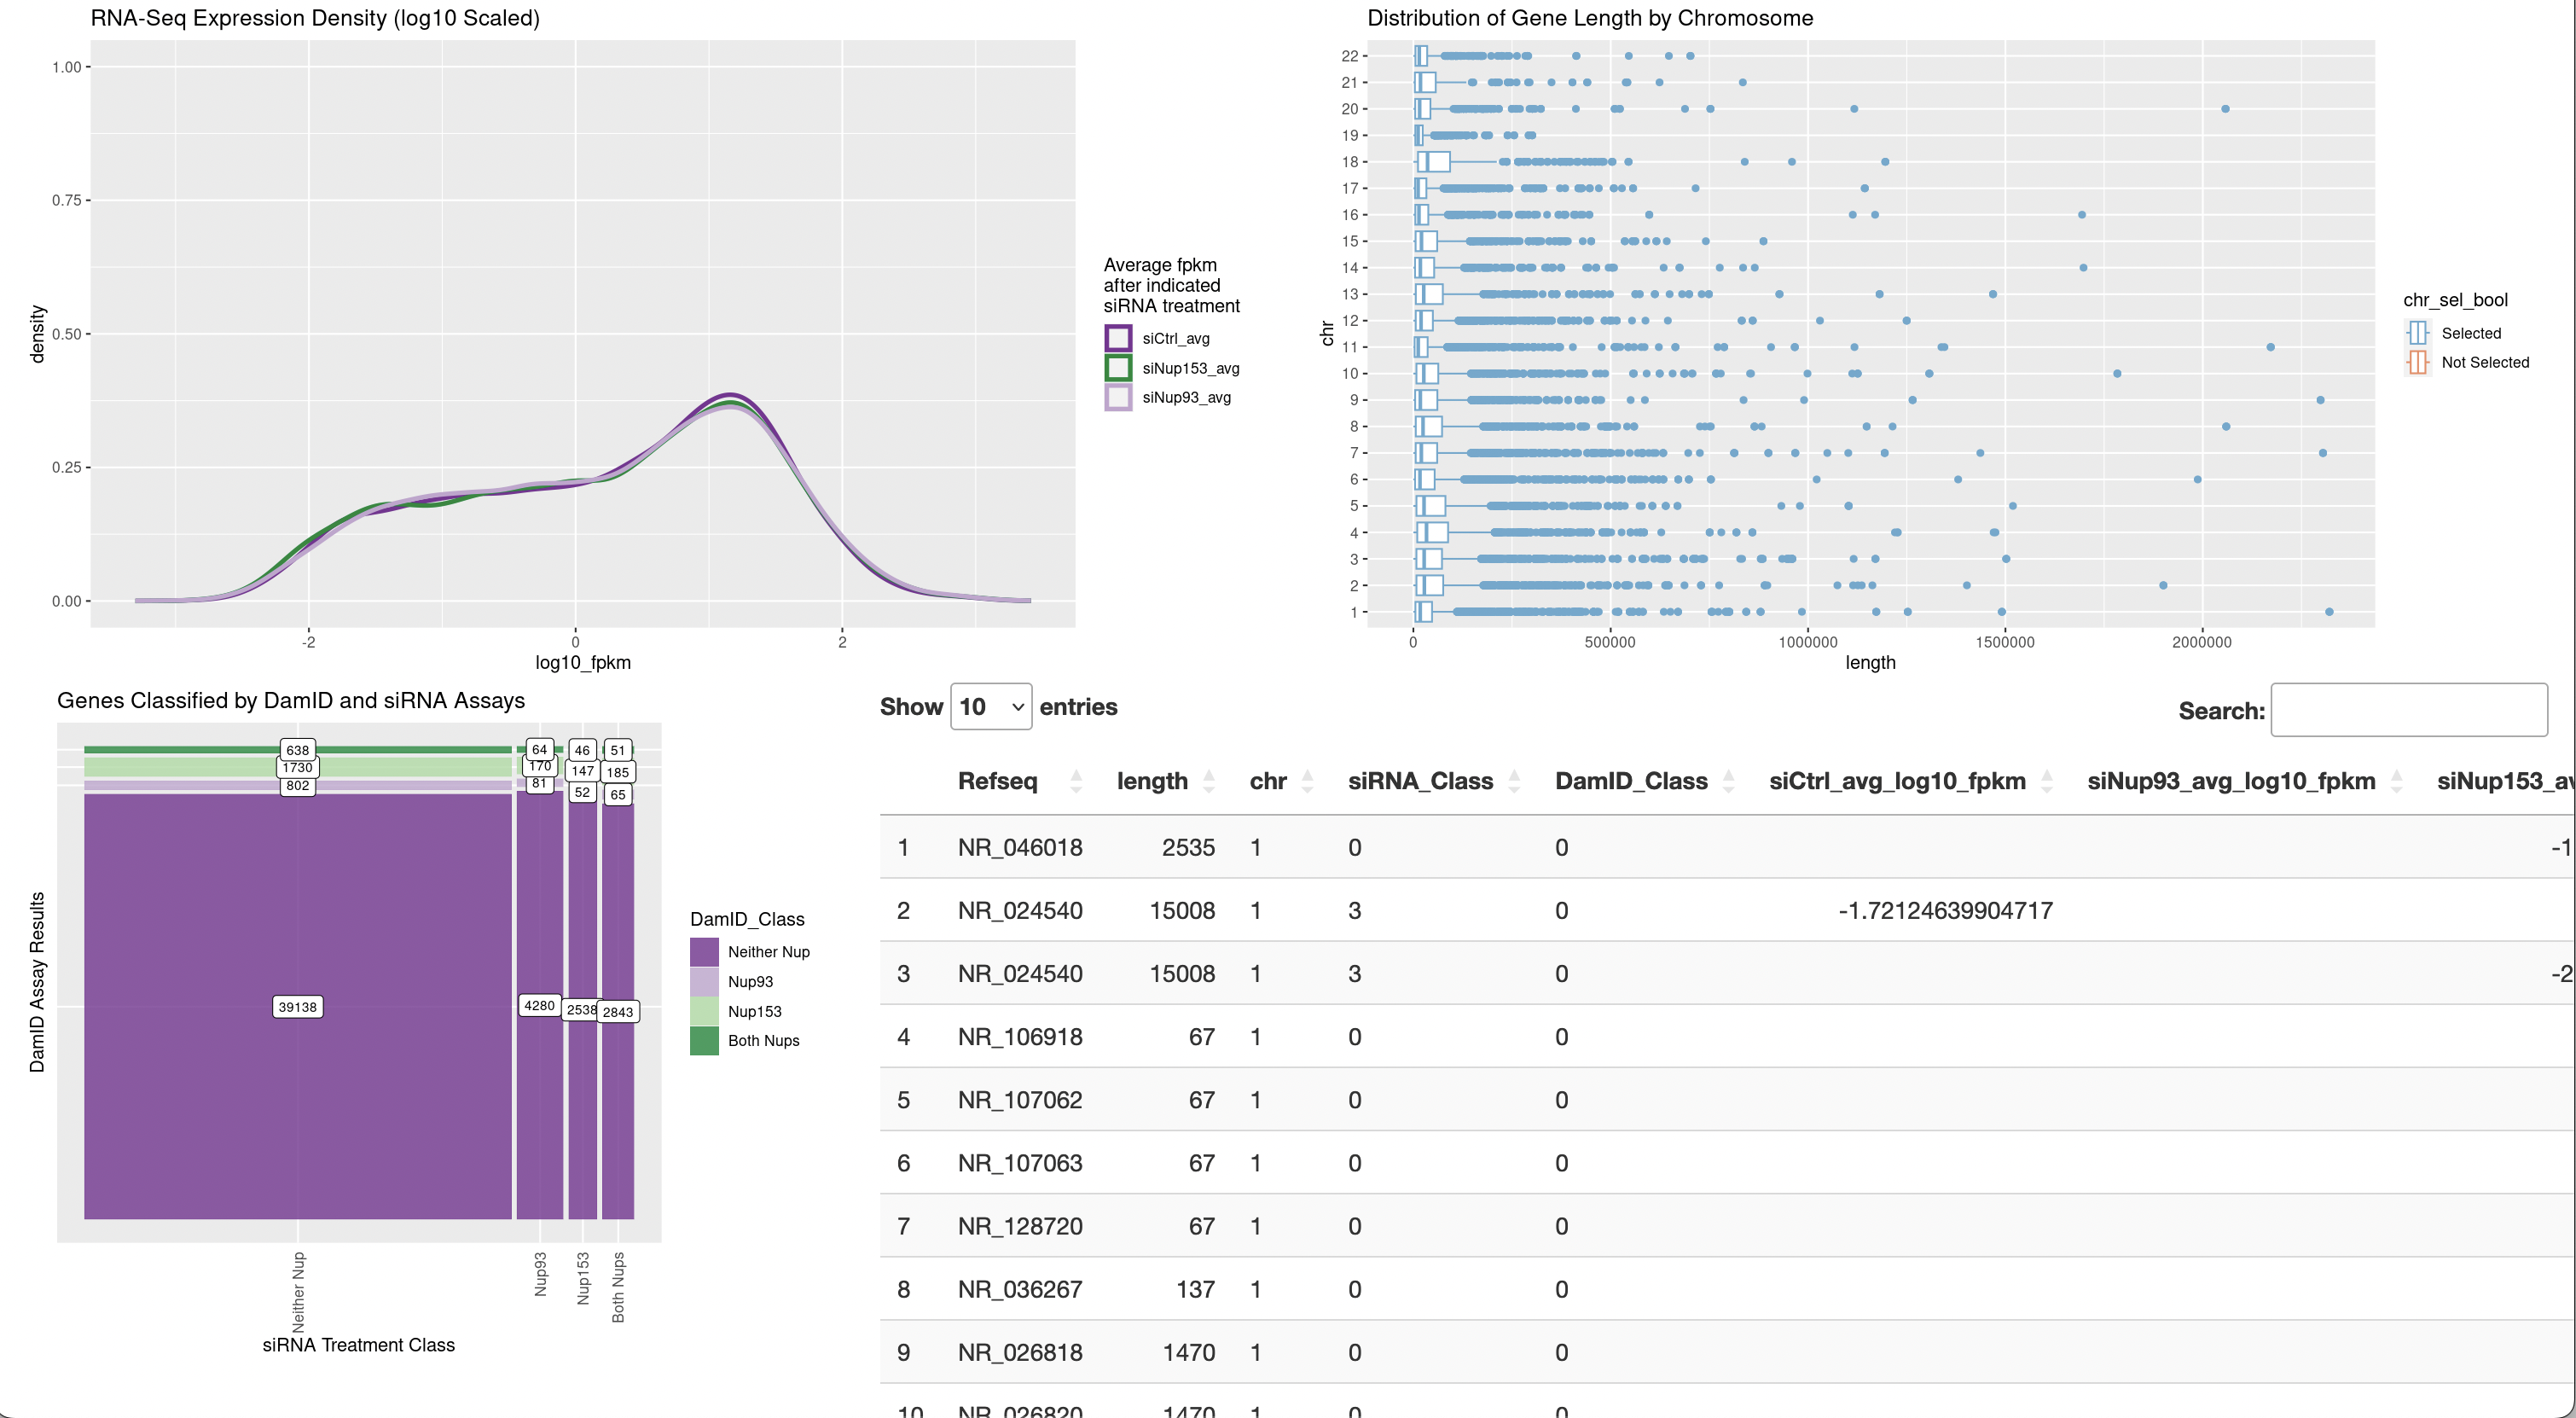 RNA-Seq Expression Density (log10 Scaled)
1.00
0.75
0.50
0.25
0.00
density
-2 0 2
log10_fpkm
Average fpkm
after indicated
siRNA treatment
siCtrl_avg
siNup153_avg
siNup93_avg
Distribution of Gene Length by Chromosome
22
21
20
19
18
17
16
15
14
13
12
11
10
9
8
7
6
5
4
3
2
1
chr
0 500000 1000000 1500000 2000000
length
chr_sel_bool
Selected
Not Selected
Genes Classified by DamID and siRNA Assays
638 64 46 51
1730 170 147 185
802 81 52 65
39138 4280 2538 2843
DamID Assay Results
Neither Nup Nup93 Nup153 Both Nups
siRNA Treatment Class
DamID_Class
Neither Nup
Nup93
Nup153
Both Nups
Show 10 entries
Search:
Refseq length chr siRNA_Class DamID_Class siCtrl_avg_log10_fpkm siNup93_avg_log10_fpkm siNup153_av
1 NR_046018 2535 1 0 0 -1
2 NR_024540 15008 1 3 0 -1.72124639904717
3 NR_024540 15008 1 3 0 -2
4 NR_106918 67 1 0 0
5 NR_107062 67 1 0 0
6 NR_107063 67 1 0 0
7 NR_128720 67 1 0 0
8 NR_036267 137 1 0 0
9 NR_026818 1470 1 0 0
10 NR_026820 1470 1 0 0